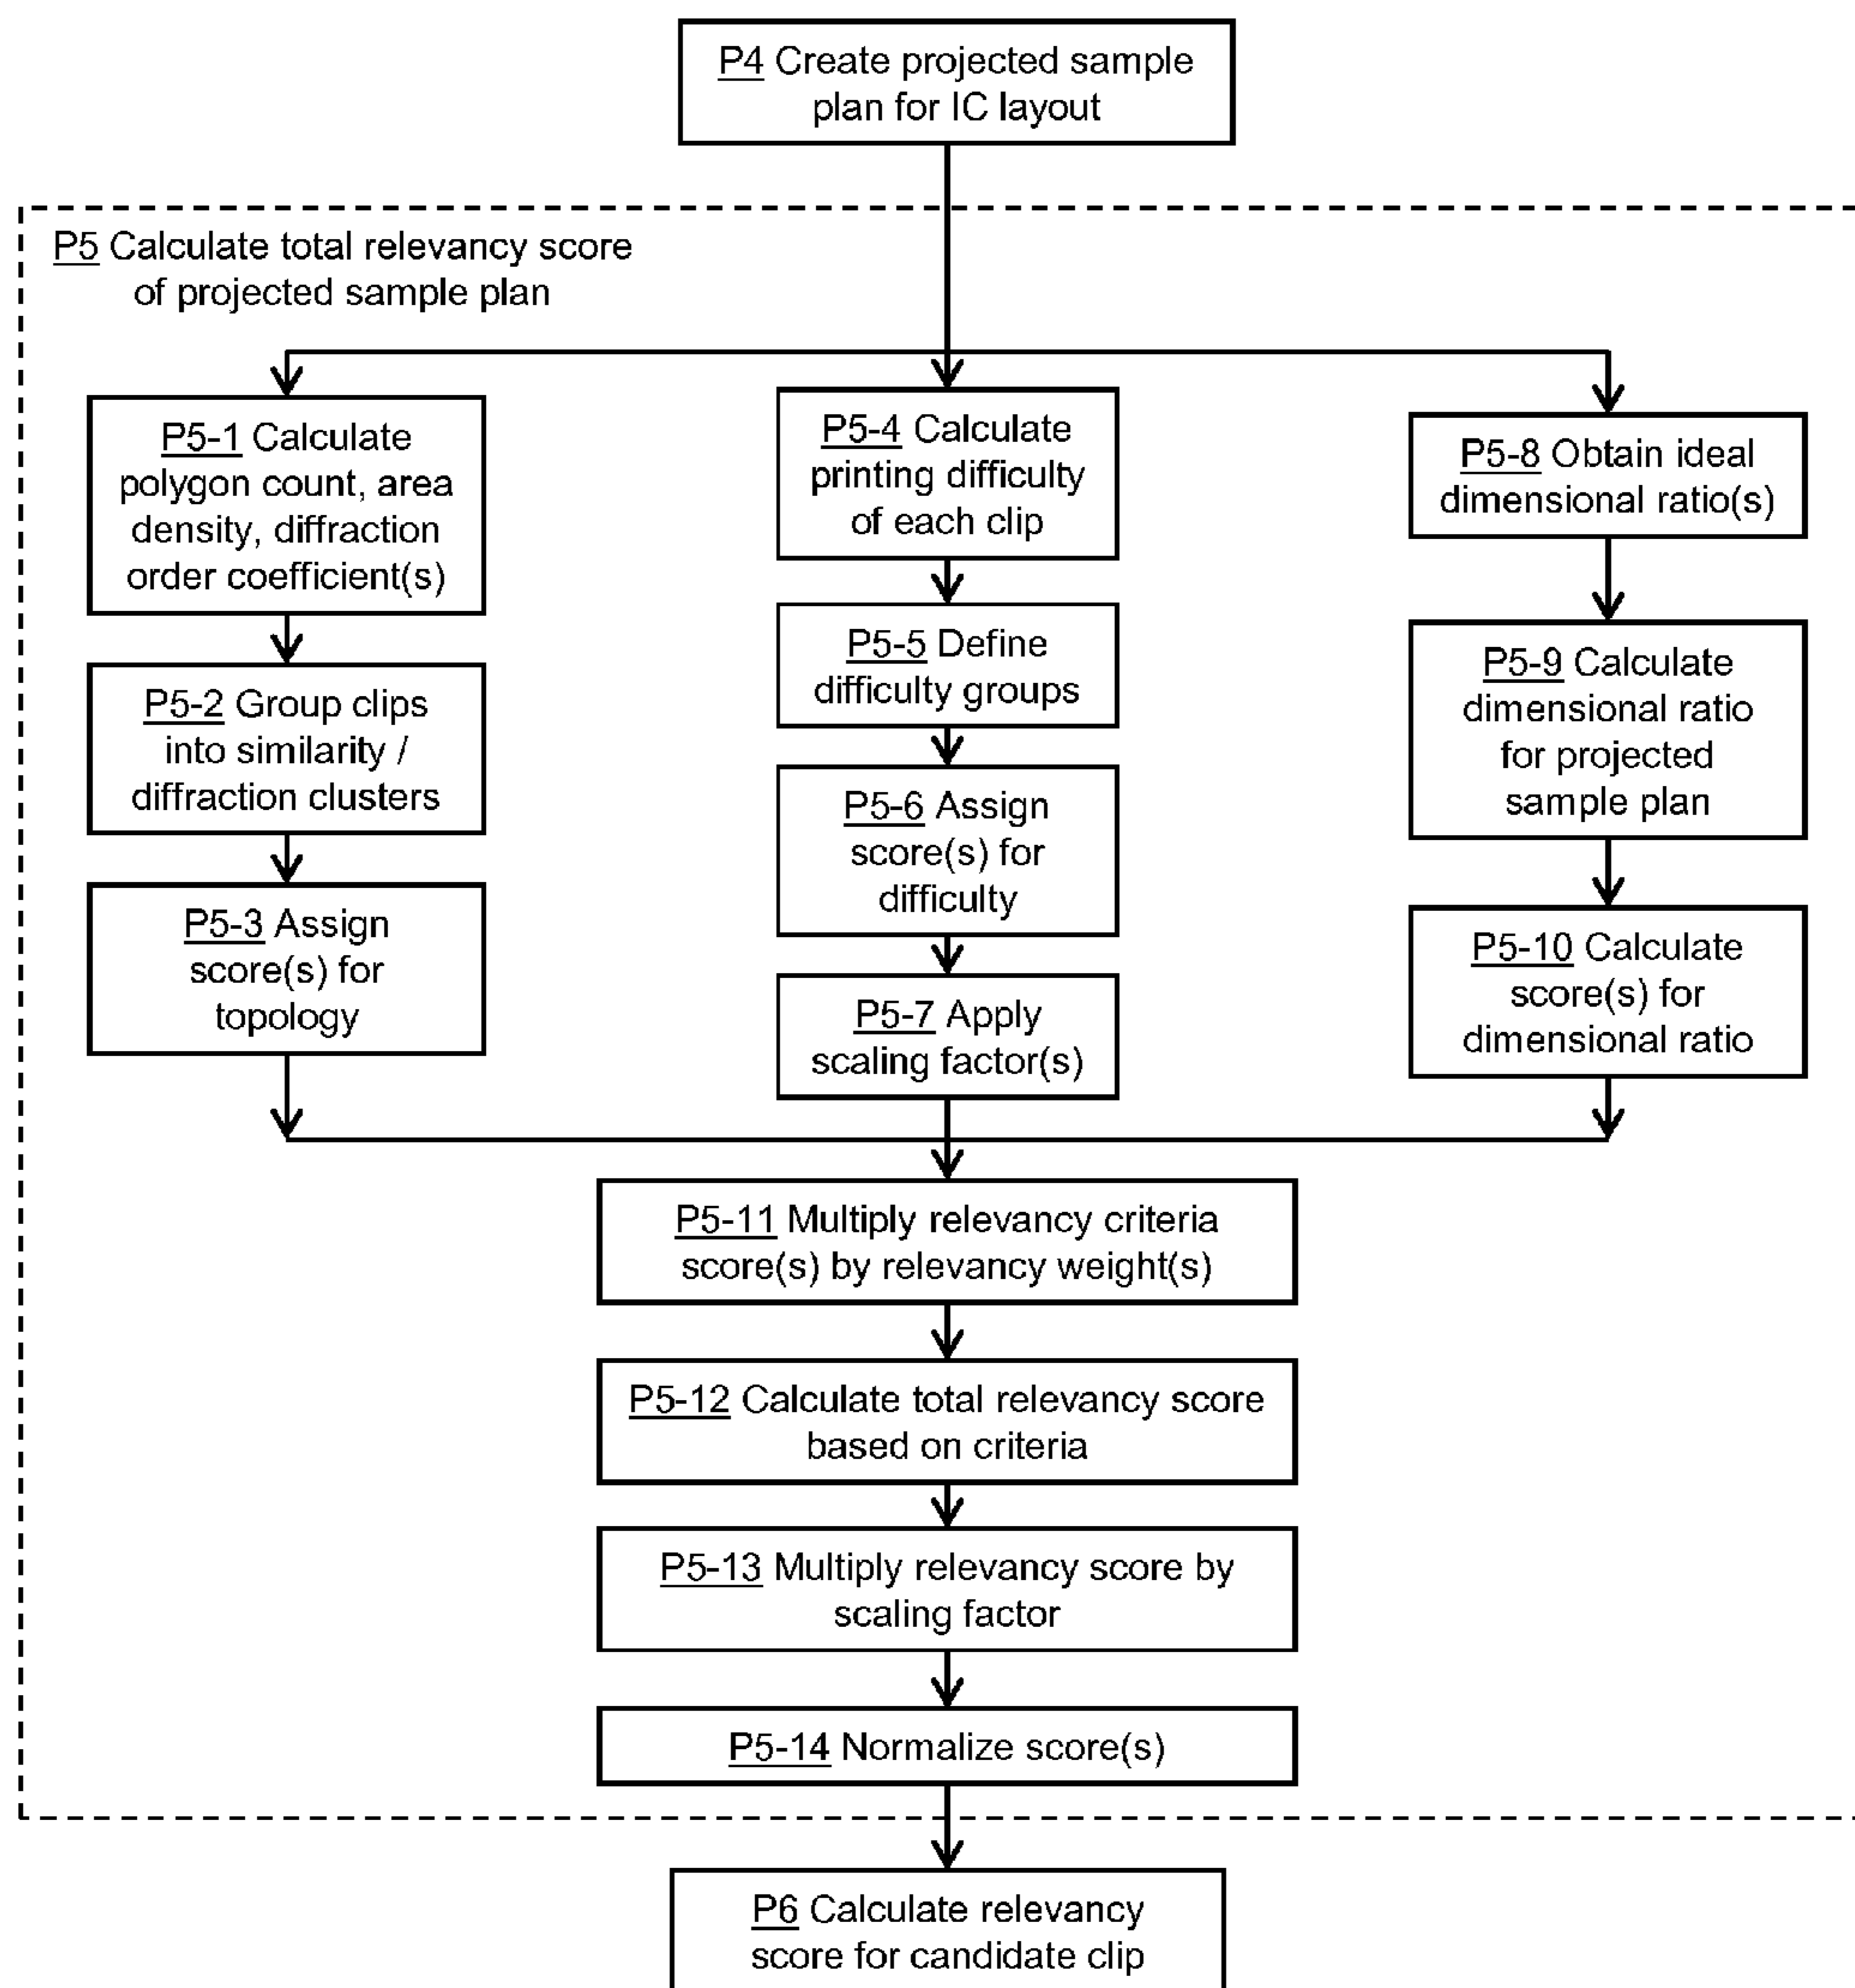 P4 Create projected sample
plan for IC layout
P5 Calculate total relevancy score
of projected sample plan
P5-1 Calculate
polygon count, area
density, diffraction
order coefficient(s)
P5-2 Group clips
into similarity /
diffraction clusters
P5-3 Assign
score(s) for
topology
P5-4 Calculate
printing difficulty
of each clip
P5-5 Define
difficulty groups
P5-6 Assign
score(s) for
difficulty
P5-7 Apply
scaling factor(s)
P5-8 Obtain ideal
dimensional ratio(s)
P5-9 Calculate
dimensional ratio
for projected
sample plan
P5-10 Calculate
score(s) for
dimensional ratio
P5-11 Multiply relevancy criteria
score(s) by relevancy weight(s)
P5-12 Calculate total relevancy score
based on criteria
P5-13 Multiply relevancy score by
scaling factor
P5-14 Normalize score(s)
P6 Calculate relevancy
score for candidate clip